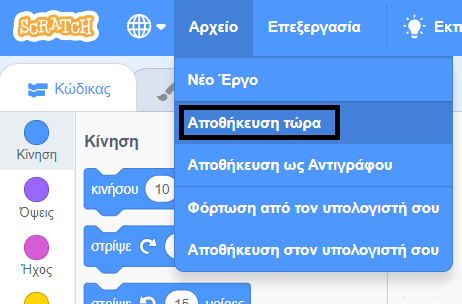 SCRATCH
Αρχείο
Επεξεργασία
Εκπ
Νέο Έργο
Αποθήκευση τώρα
Αποθήκευση ως Αντιγράφου
Φόρτωση από τον υπολογιστή σου
Αποθήκευση στον υπολογιστή σου
Κώδικας
Κίνηση
Όψεις
Ήχος
Κίνηση
κινήσου 10
στρίψε
στρίψε 15 μοίρες